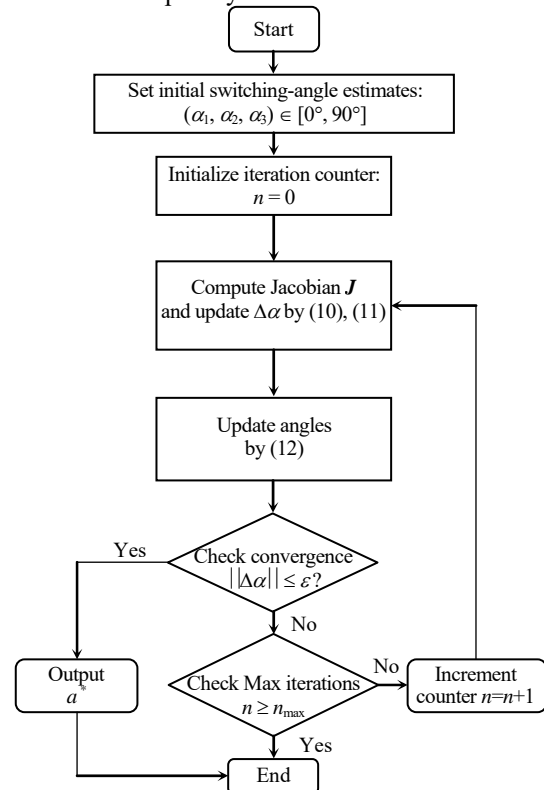 Start
Set initial switching-angle estimates:
(α1, α2, α3) ∈ [0°, 90°]
Initialize iteration counter:
n = 0
Compute Jacobian J
and update Δα by (10), (11)
Update angles
by (12)
Yes
Check convergence
||Δα|| ≤ ε?
No
Output
a*
Check Max iterations
n ≥ nmax
No
Increment
counter n=n+1
Yes
End